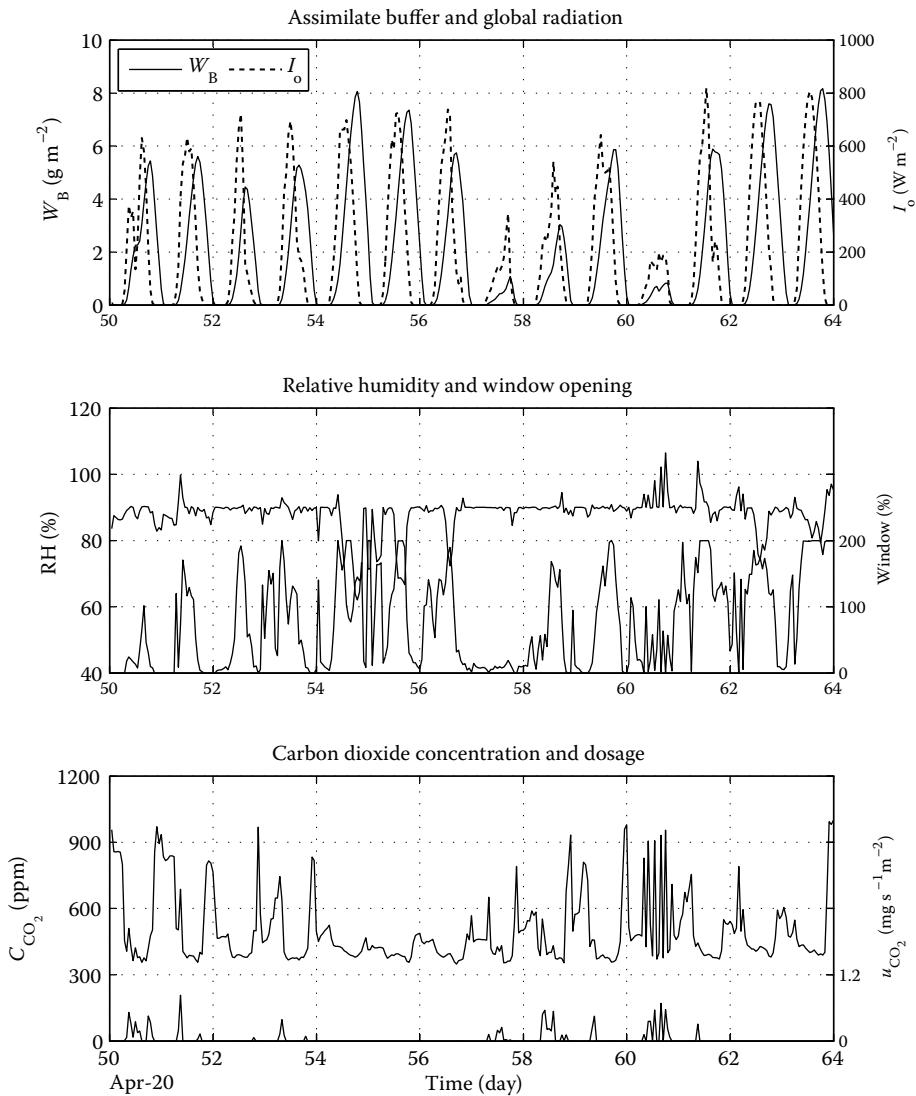 Assimilate buffer and global radiation
W_B (g m⁻²)
10
8
6
4
2
0
W_B I_o
1000
800
600
400
200
0
I_o (W m⁻²)
50 52 54 56 58 60 62 64
Relative humidity and window opening
RH (%)
120
100
80
60
40
200
100
0
Window (%)
50 52 54 56 58 60 62 64
Carbon dioxide concentration and dosage
C_CO₂ (ppm)
1200
900
600
300
0
1.2
0
u_CO₂ (mg s⁻¹m⁻²)
50 52 54 56 58 60 62 64
Apr-20 Time (day)